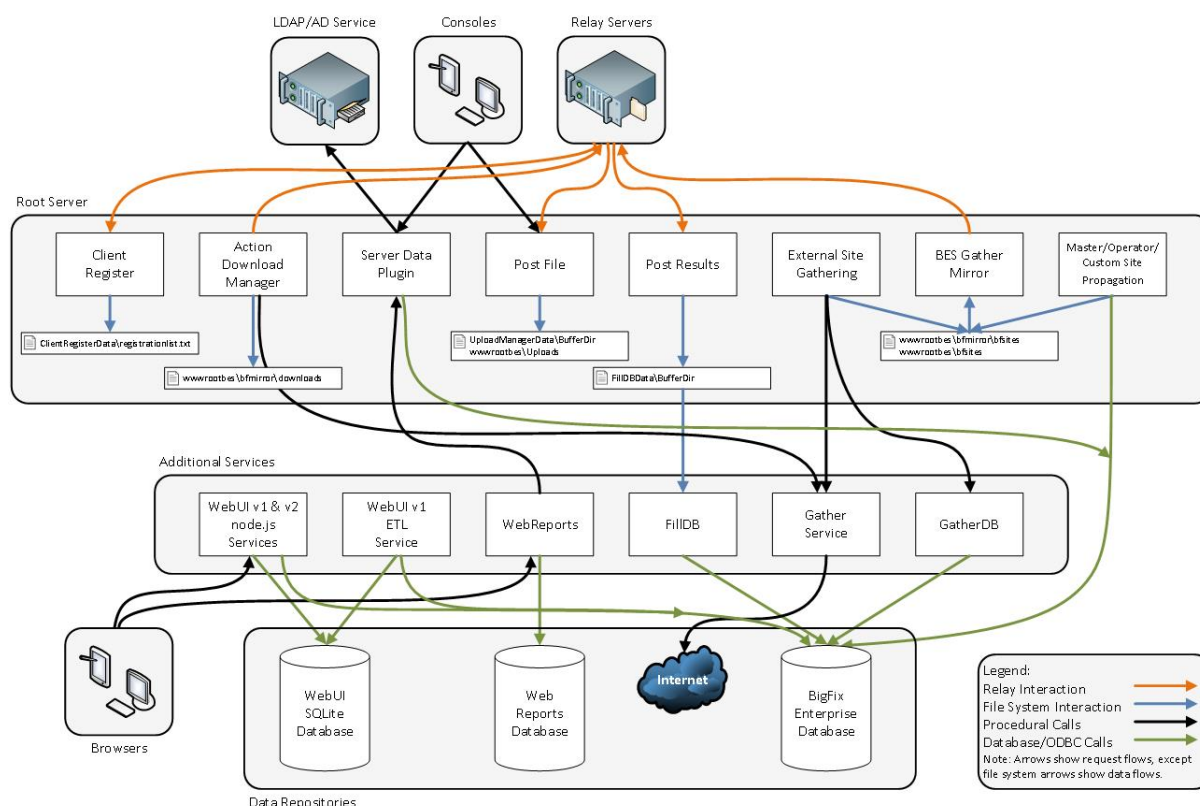 LDAP/AD Service
Consoles
Relay Servers
Root Server
Client
Register
Action
Download
Manager
Server Data
Plugin
Post File
Post Results
External Site
Gathering
BES Gather
Mirror
Master/Operator/
Custom Site
Propagation
ClientRegisterData\registrationlist.txt
UploadManagerData\BufferDir
wwwrootbes\Uploads
wwwrootbes\bfmirror\bfsites
wwwrootbes\bfsites
wwwrootbes\bfmirror\downloads
FillDBData\BufferDir
Additional Services
WebUI v1 & v2
node.js
Services
WebUI v1
ETL
Service
WebReports
FillDB
Gather
Service
GatherDB
Browsers
WebUI
SQLite
Database
Web
Reports
Database
Internet
BigFix
Enterprise
Database
Data Repositories
Legend:
Relay Interaction
File System Interaction
Procedural Calls
Database/ODBC Calls
Note: Arrows show request flows, except
file system arrows show data flows.